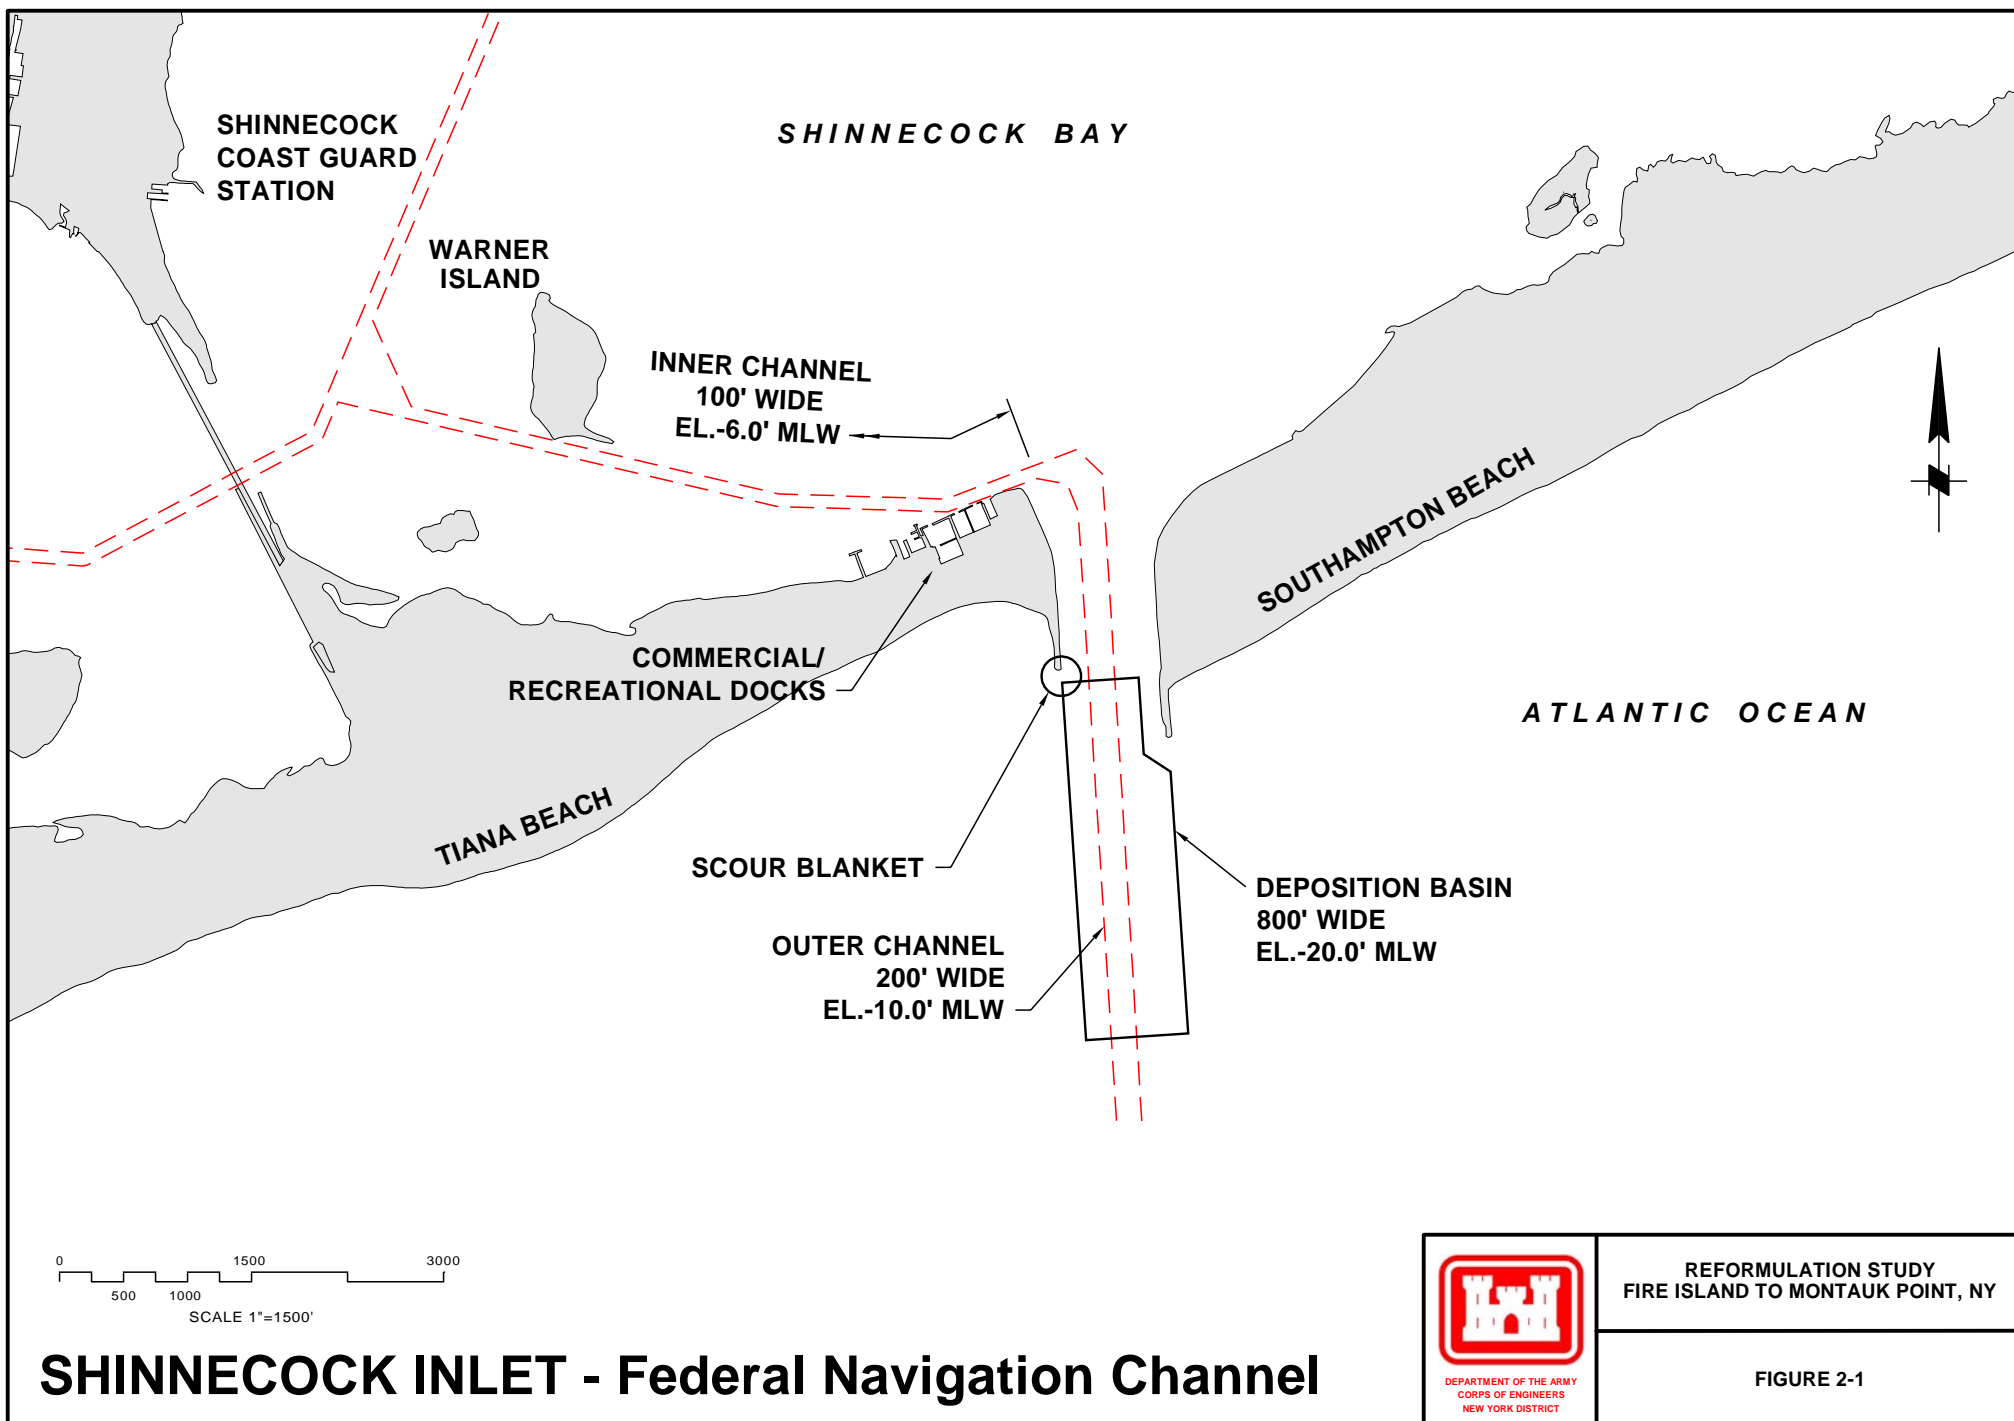 SHINNECOCK
COAST GUARD
STATION
SHINNECOCK BAY
WARNER
ISLAND
INNER CHANNEL
100' WIDE
EL.-6.0' MLW
SOUTHAMPTON BEACH
COMMERCIAL/
RECREATIONAL DOCKS
ATLANTIC OCEAN
TIANA BEACH
SCOUR BLANKET
DEPOSITION BASIN
800' WIDE
EL.-20.0' MLW
OUTER CHANNEL
200' WIDE
EL.-10.0' MLW
0 1500 3000
500 1000
SCALE 1"=1500'
SHINNECOCK INLET - Federal Navigation Channel
DEPARTMENT OF THE ARMY
CORPS OF ENGINEERS
NEW YORK DISTRICT
REFORMULATION STUDY
FIRE ISLAND TO MONTAUK POINT, NY
FIGURE 2-1